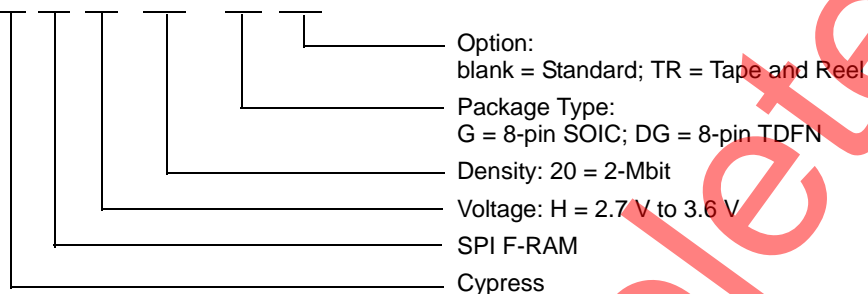 Option:
blank = Standard; TR = Tape and Reel
Package Type:
G = 8-pin SOIC; DG = 8-pin TDFN
Density: 20 = 2-Mbit
Voltage: H = 2.7 V to 3.6 V
SPI F-RAM
Cypress